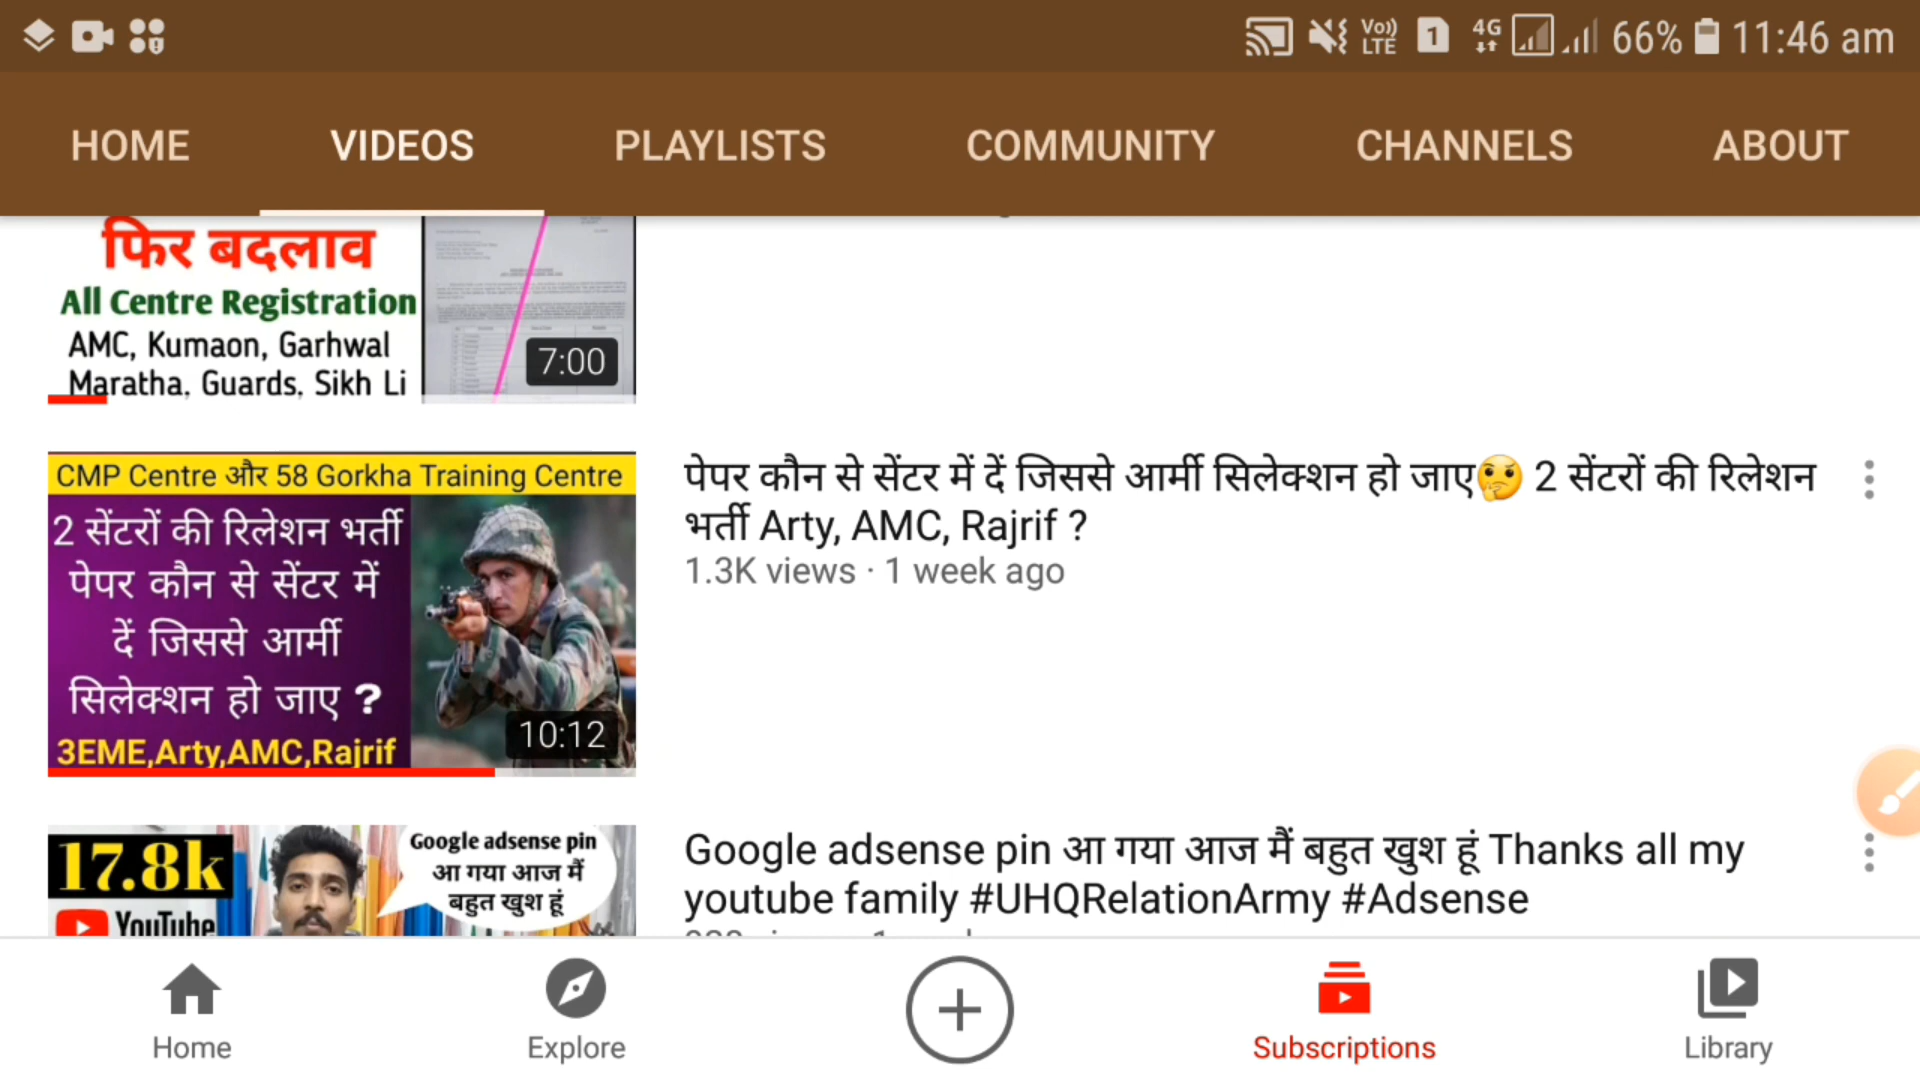 Vo)) LTE 1 4G 66% 11:46 am
HOME VIDEOS PLAYLISTS COMMUNITY CHANNELS ABOUT
फिर बदलाव
All Centre Registration
AMC, Kumaon, Garhwal
Maratha, Guards, Sikh Li
7:00
CMP Centre और 58 Gorkha Training Centre
2 सेंटरों की रिलेशन भर्ती
पेपर कौन से सेंटर में
दें जिससे आर्मी
सिलेक्शन हो जाए ?
3EME,Arty,AMC,Rajrif
10:12
पेपर कौन से सेंटर में दें जिससे आर्मी सिलेक्शन हो जाए🤔 2 सेंटरों की रिलेशन
भर्ती Arty, AMC, Rajrif ?
1.3K views · 1 week ago
17.8k
YouTube
Google adsense pin
आ गया आज मैं
बहुत खुश हूं
Google adsense pin आ गया आज मैं बहुत खुश हूं Thanks all my
youtube family #UHQRelationArmy #Adsense
Home Explore Subscriptions Library